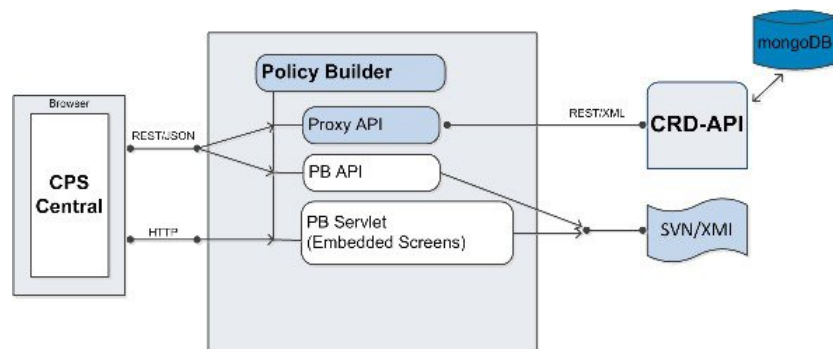 mongoDB
Policy Builder
Browser
REST/JSON
Proxy API
REST/XML
CRD-API
CPS
Central
PB API
HTTP
PB Servlet
(Embedded Screens)
SVN/XMI